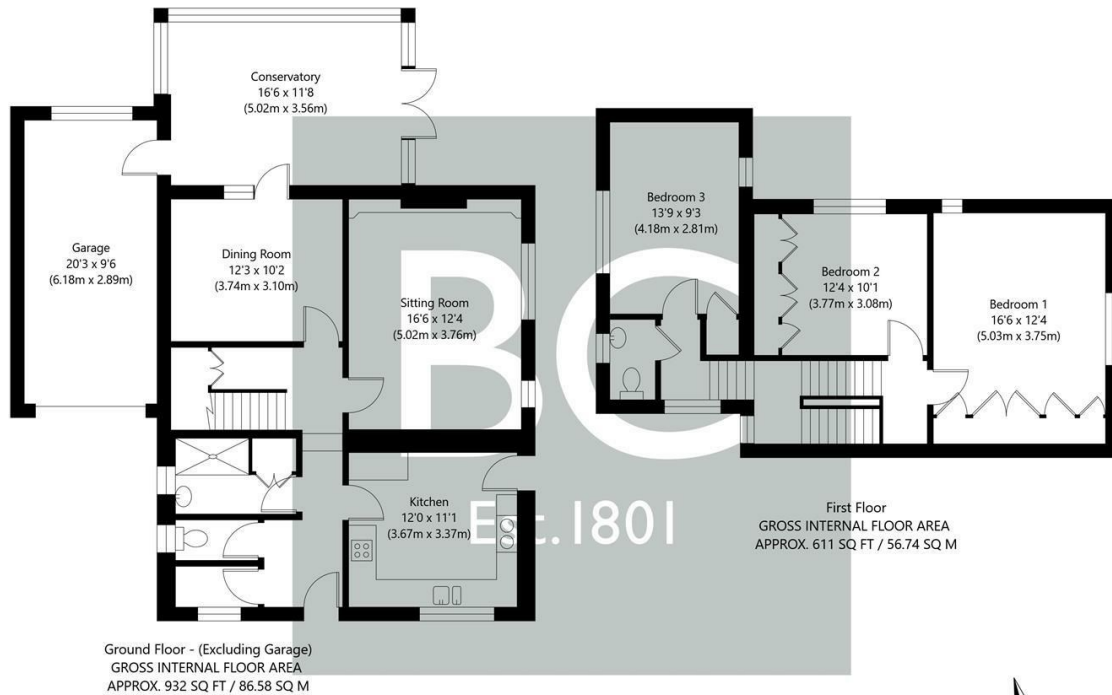 Conservatory
16'6 x 11'8
(5.02m x 3.56m)
Garage
20'3 x 9'6
(6.18m x 2.89m)
Dining Room
12'3 x 10'2
(3.74m x 3.10m)
Sitting Room
16'6 x 12'4
(5.02m x 3.76m)
Kitchen
12'0 x 11'1
(3.67m x 3.37m)
Bedroom 3
13'9 x 9'3
(4.18m x 2.81m)
Bedroom 2
12'4 x 10'1
(3.77m x 3.08m)
Bedroom 1
16'6 x 12'4
(5.03m x 3.75m)
BC
Est.1801
First Floor
GROSS INTERNAL FLOOR AREA
APPROX. 611 SQ FT / 56.74 SQ M
Ground Floor - (Excluding Garage)
GROSS INTERNAL FLOOR AREA
APPROX. 932 SQ FT / 86.58 SQ M